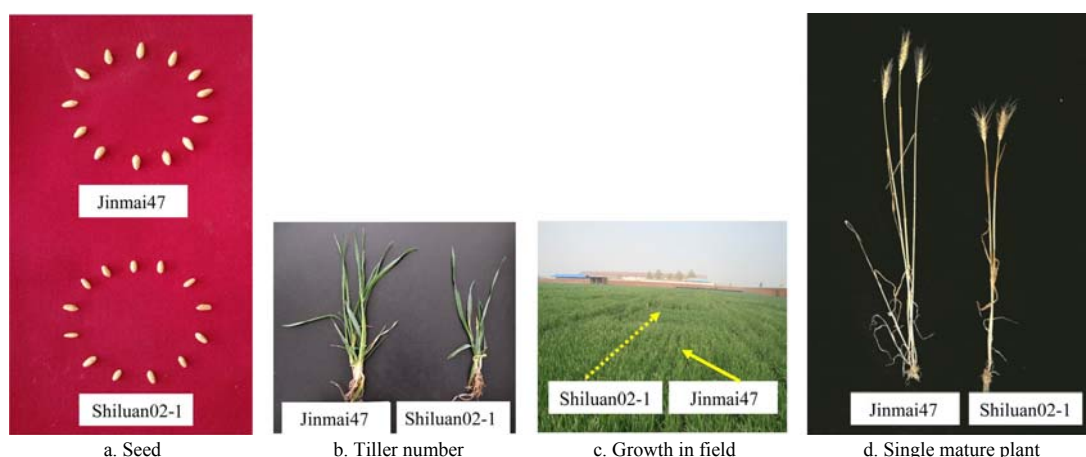 Jinmai47
Shiluan02-1
a. Seed
Jinmai47
Shiluan02-1
b. Tiller number
Shiluan02-1
Jinmai47
c. Growth in field
Jinmai47
Shiluan02-1
d. Single mature plant